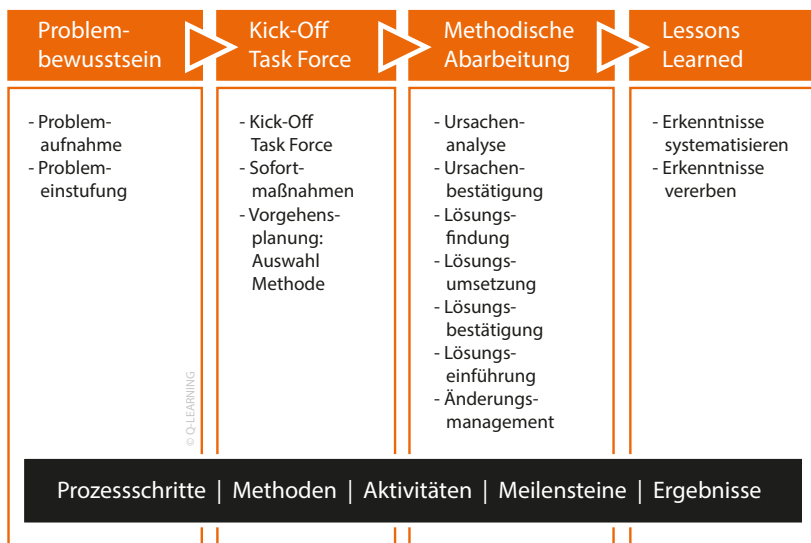 Problem-
bewusstsein
Kick-Off
Task Force
Methodische
Abarbeitung
Lessons
Learned
- Problem-
aufnahme
- Problem-
einstufung
- Kick-Off
Task Force
- Sofort-
maßnahmen
- Vorgehens-
planung:
Auswahl
Methode
- Ursachen-
analyse
- Ursachen-
bestätigung
- Lösungs-
findung
- Lösungs-
umsetzung
- Lösungs-
bestätigung
- Lösungs-
einführung
- Änderungs-
management
- Erkenntnisse
systematisieren
- Erkenntnisse
vererben
© Q-LEARNING
Prozessschritte | Methoden | Aktivitäten | Meilensteine | Ergebnisse